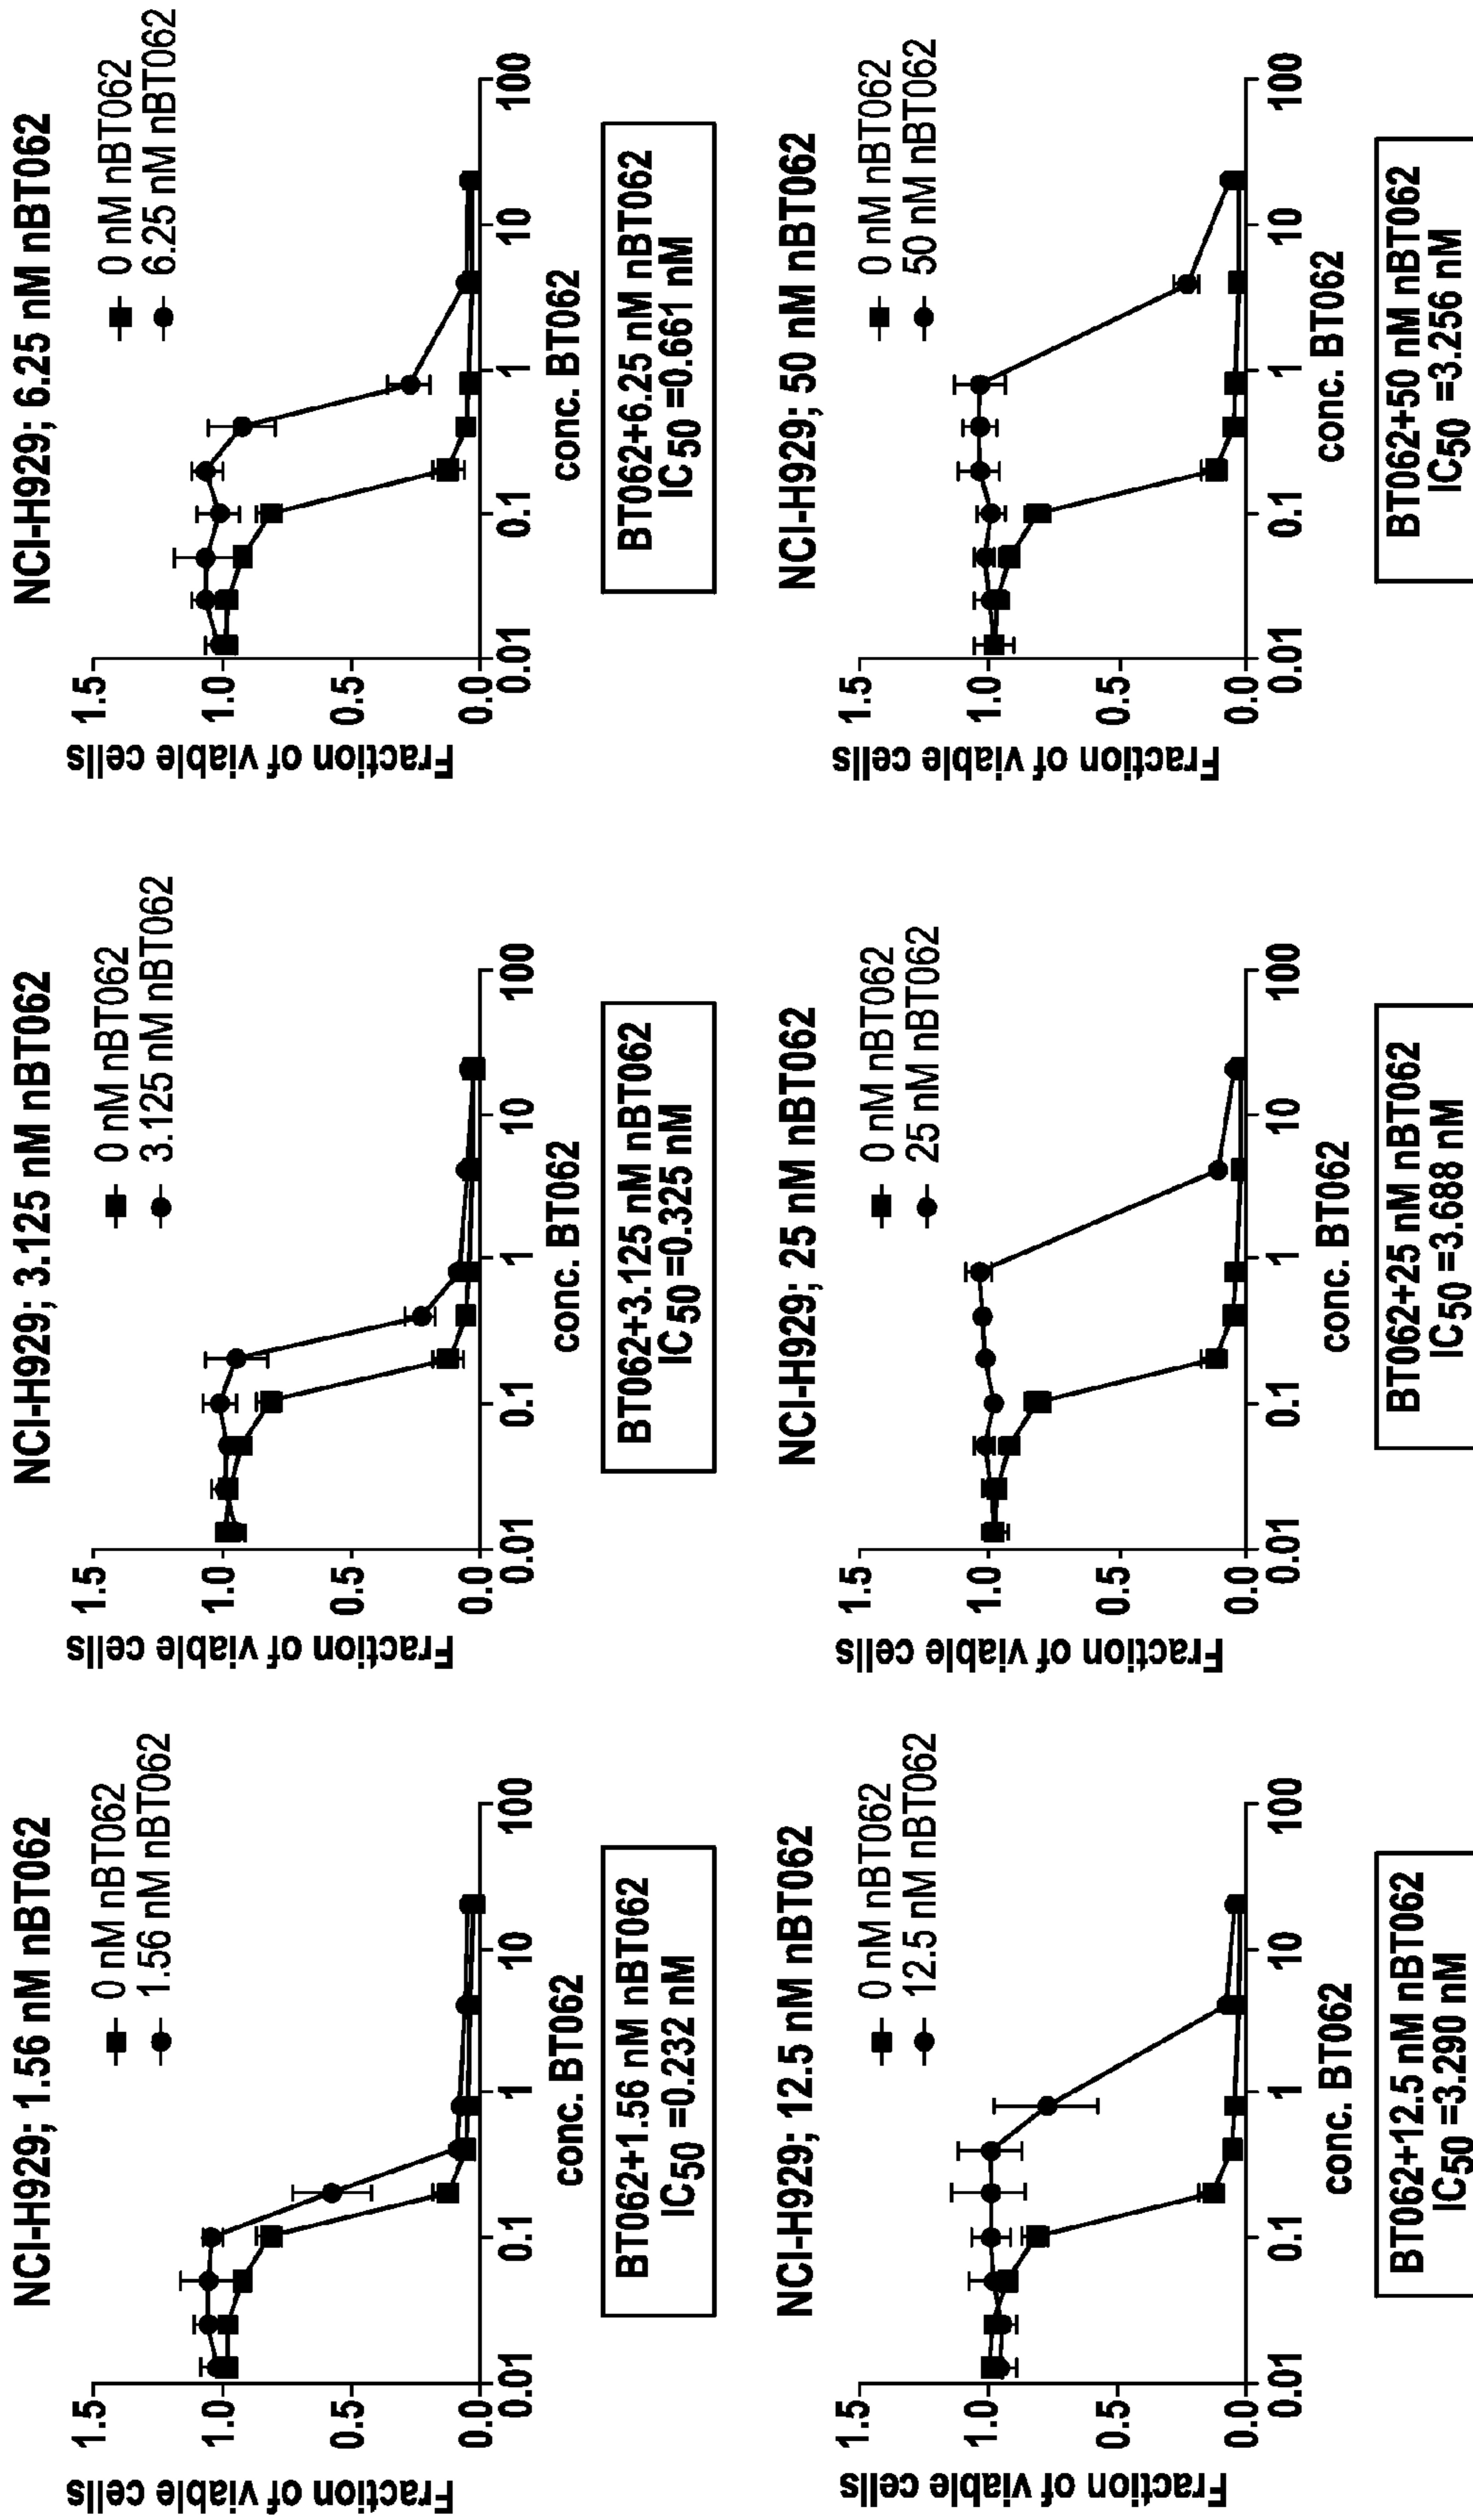 NCI-H929; 1.56 nM nBT062
0 nM nBT062
1.56 nM nBT062
Fraction of viable cells
1.5
1.0
0.5
0.0
0.01
0.1
1
10
100
conc. BT062
BT062+1.56 nM nBT062
IC50 =0.232 nM
NCI-H929; 3.125 nM nBT062
0 nM nBT062
3.125 nM nBT062
Fraction of viable cells
1.5
1.0
0.5
0.0
0.01
0.1
1
10
100
conc. BT062
BT062+3.125 nM nBT062
IC50 =0.325 nM
NCI-H929; 6.25 nM nBT062
0 nM nBT062
6.25 nM nBT062
Fraction of viable cells
1.5
1.0
0.5
0.0
0.01
0.1
1
10
100
conc. BT062
BT062+6.25 nM nBT062
IC50 =0.661 nM
NCI-H929; 12.5 nM nBT062
0 nM nBT062
12.5 nM nBT062
Fraction of viable cells
1.5
1.0
0.5
0.0
0.01
0.1
1
10
100
conc. BT062
BT062+12.5 nM nBT062
IC50 =3.290 nM
NCI-H929; 25 nM nBT062
0 nM nBT062
25 nM nBT062
Fraction of viable cells
1.5
1.0
0.5
0.0
0.01
0.1
1
10
100
conc. BT062
BT062+25 nM nBT062
IC50 =3.688 nM
NCI-H929; 50 nM nBT062
0 nM nBT062
50 nM nBT062
Fraction of viable cells
1.5
1.0
0.5
0.0
0.01
0.1
1
10
100
conc. BT062
BT062+50 nM nBT062
IC50 =3.256 nM